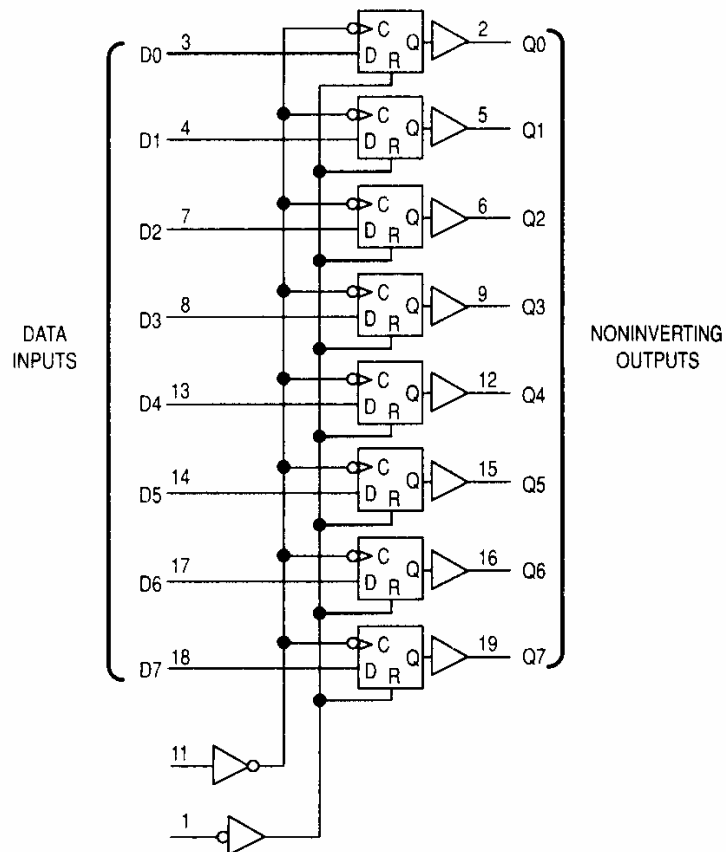 2
3
D0
C
D
R
Q
Q0
4
5
D1
C
D
R
Q
Q1
7
6
D2
C
D
R
Q
Q2
8
9
D3
C
D
R
Q
Q3
DATA
INPUTS
NONINVERTING
OUTPUTS
13
12
D4
C
D
R
Q
Q4
14
15
D5
C
D
R
Q
Q5
17
16
D6
C
D
R
Q
Q6
18
19
D7
C
D
R
Q
Q7
11
1